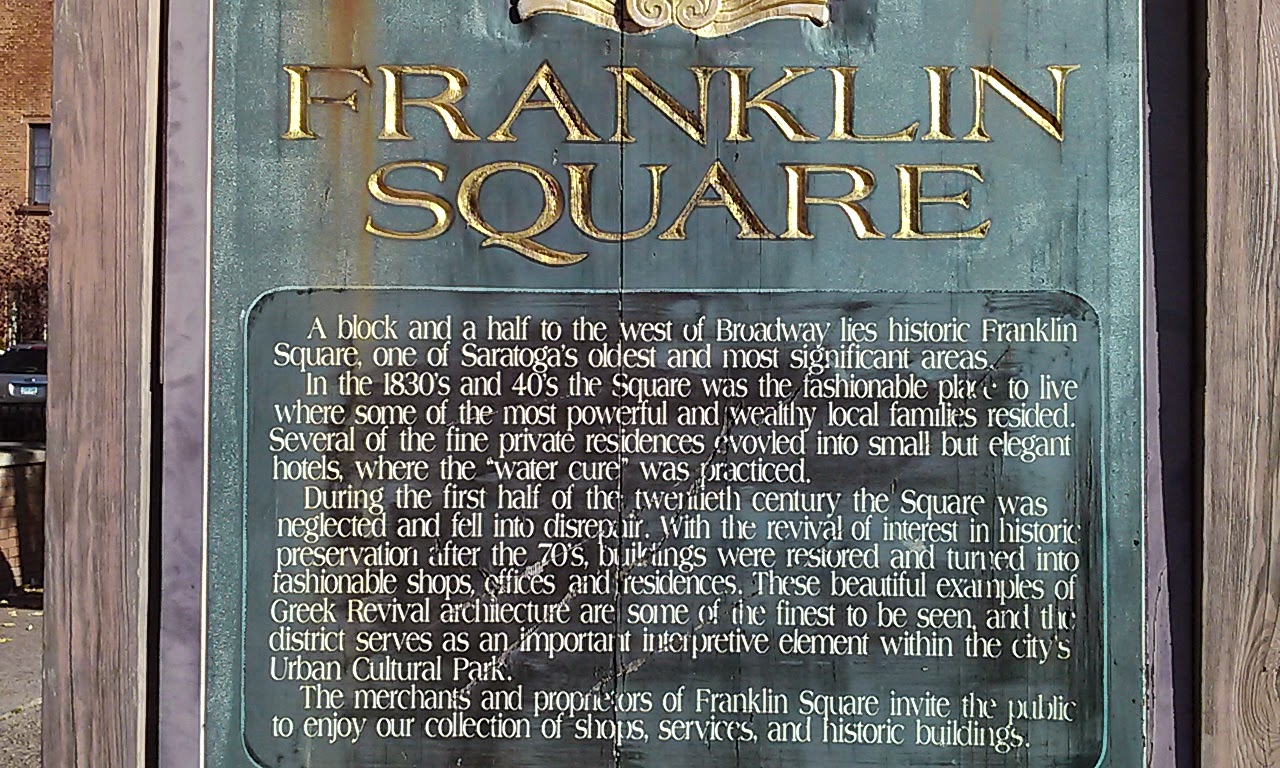 FRANKLIN
SQUARE
A block and a half to the west of Broadway lies historic Franklin
Square, one of Saratoga's oldest and most significant areas.
In the 1830's and 40's the Square was the fashionable place to live
where some of the most powerful and wealthy local families resided.
Several of the fine private residences evovled into small but elegant
hotels, where the "water cure" was practiced.
During the first half of the twentieth century the Square was
neglected and fell into disrepair. With the revival of interest in historic
preservation after the 70's, buildings were restored and turned into
fashionable shops, offices and residences. These beautiful examples of
Greek Revival architecture are some of the finest to be seen, and the
district serves as an important interpretive element within the city's
Urban Cultural Park.
The merchants and proprietors of Franklin Square invite the public
to enjoy our collection of shops, services, and historic buildings.